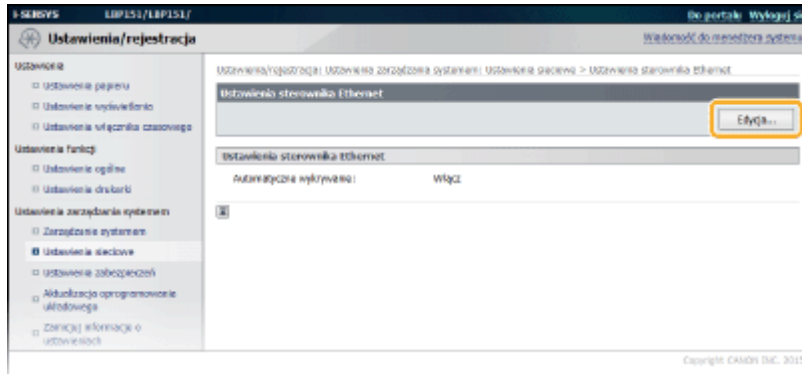 i-SENSYS LBP151/LBP151/ Do portalu Wyloguj si
Ustawienia/rejestracja
Wiadomość do menedżera systemu
Ustawienia
Ustawienia papieru
Ustawienia wyświetlania
Ustawienia włącznika czasowego
Ustawienia funkcji
Ustawienia ogólne
Ustawienia drukarki
Ustawienia zarządzania systemem
Zarządzanie systemem
Ustawienia sieciowe
Ustawienia zabezpieczeń
Aktualizacja oprogramowania
układowego
Zainicjuj informacje o
ustawieniach
Ustawienia/rejestracja: Ustawienia zarządzania systemem: Ustawienia sieciowe > Ustawienia sterownika Ethernet
Ustawienia sterownika Ethernet
Edycja...
Ustawienia sterownika Ethernet
Automatyczne wykrywanie: Włącz
Copyright CANON INC. 2015